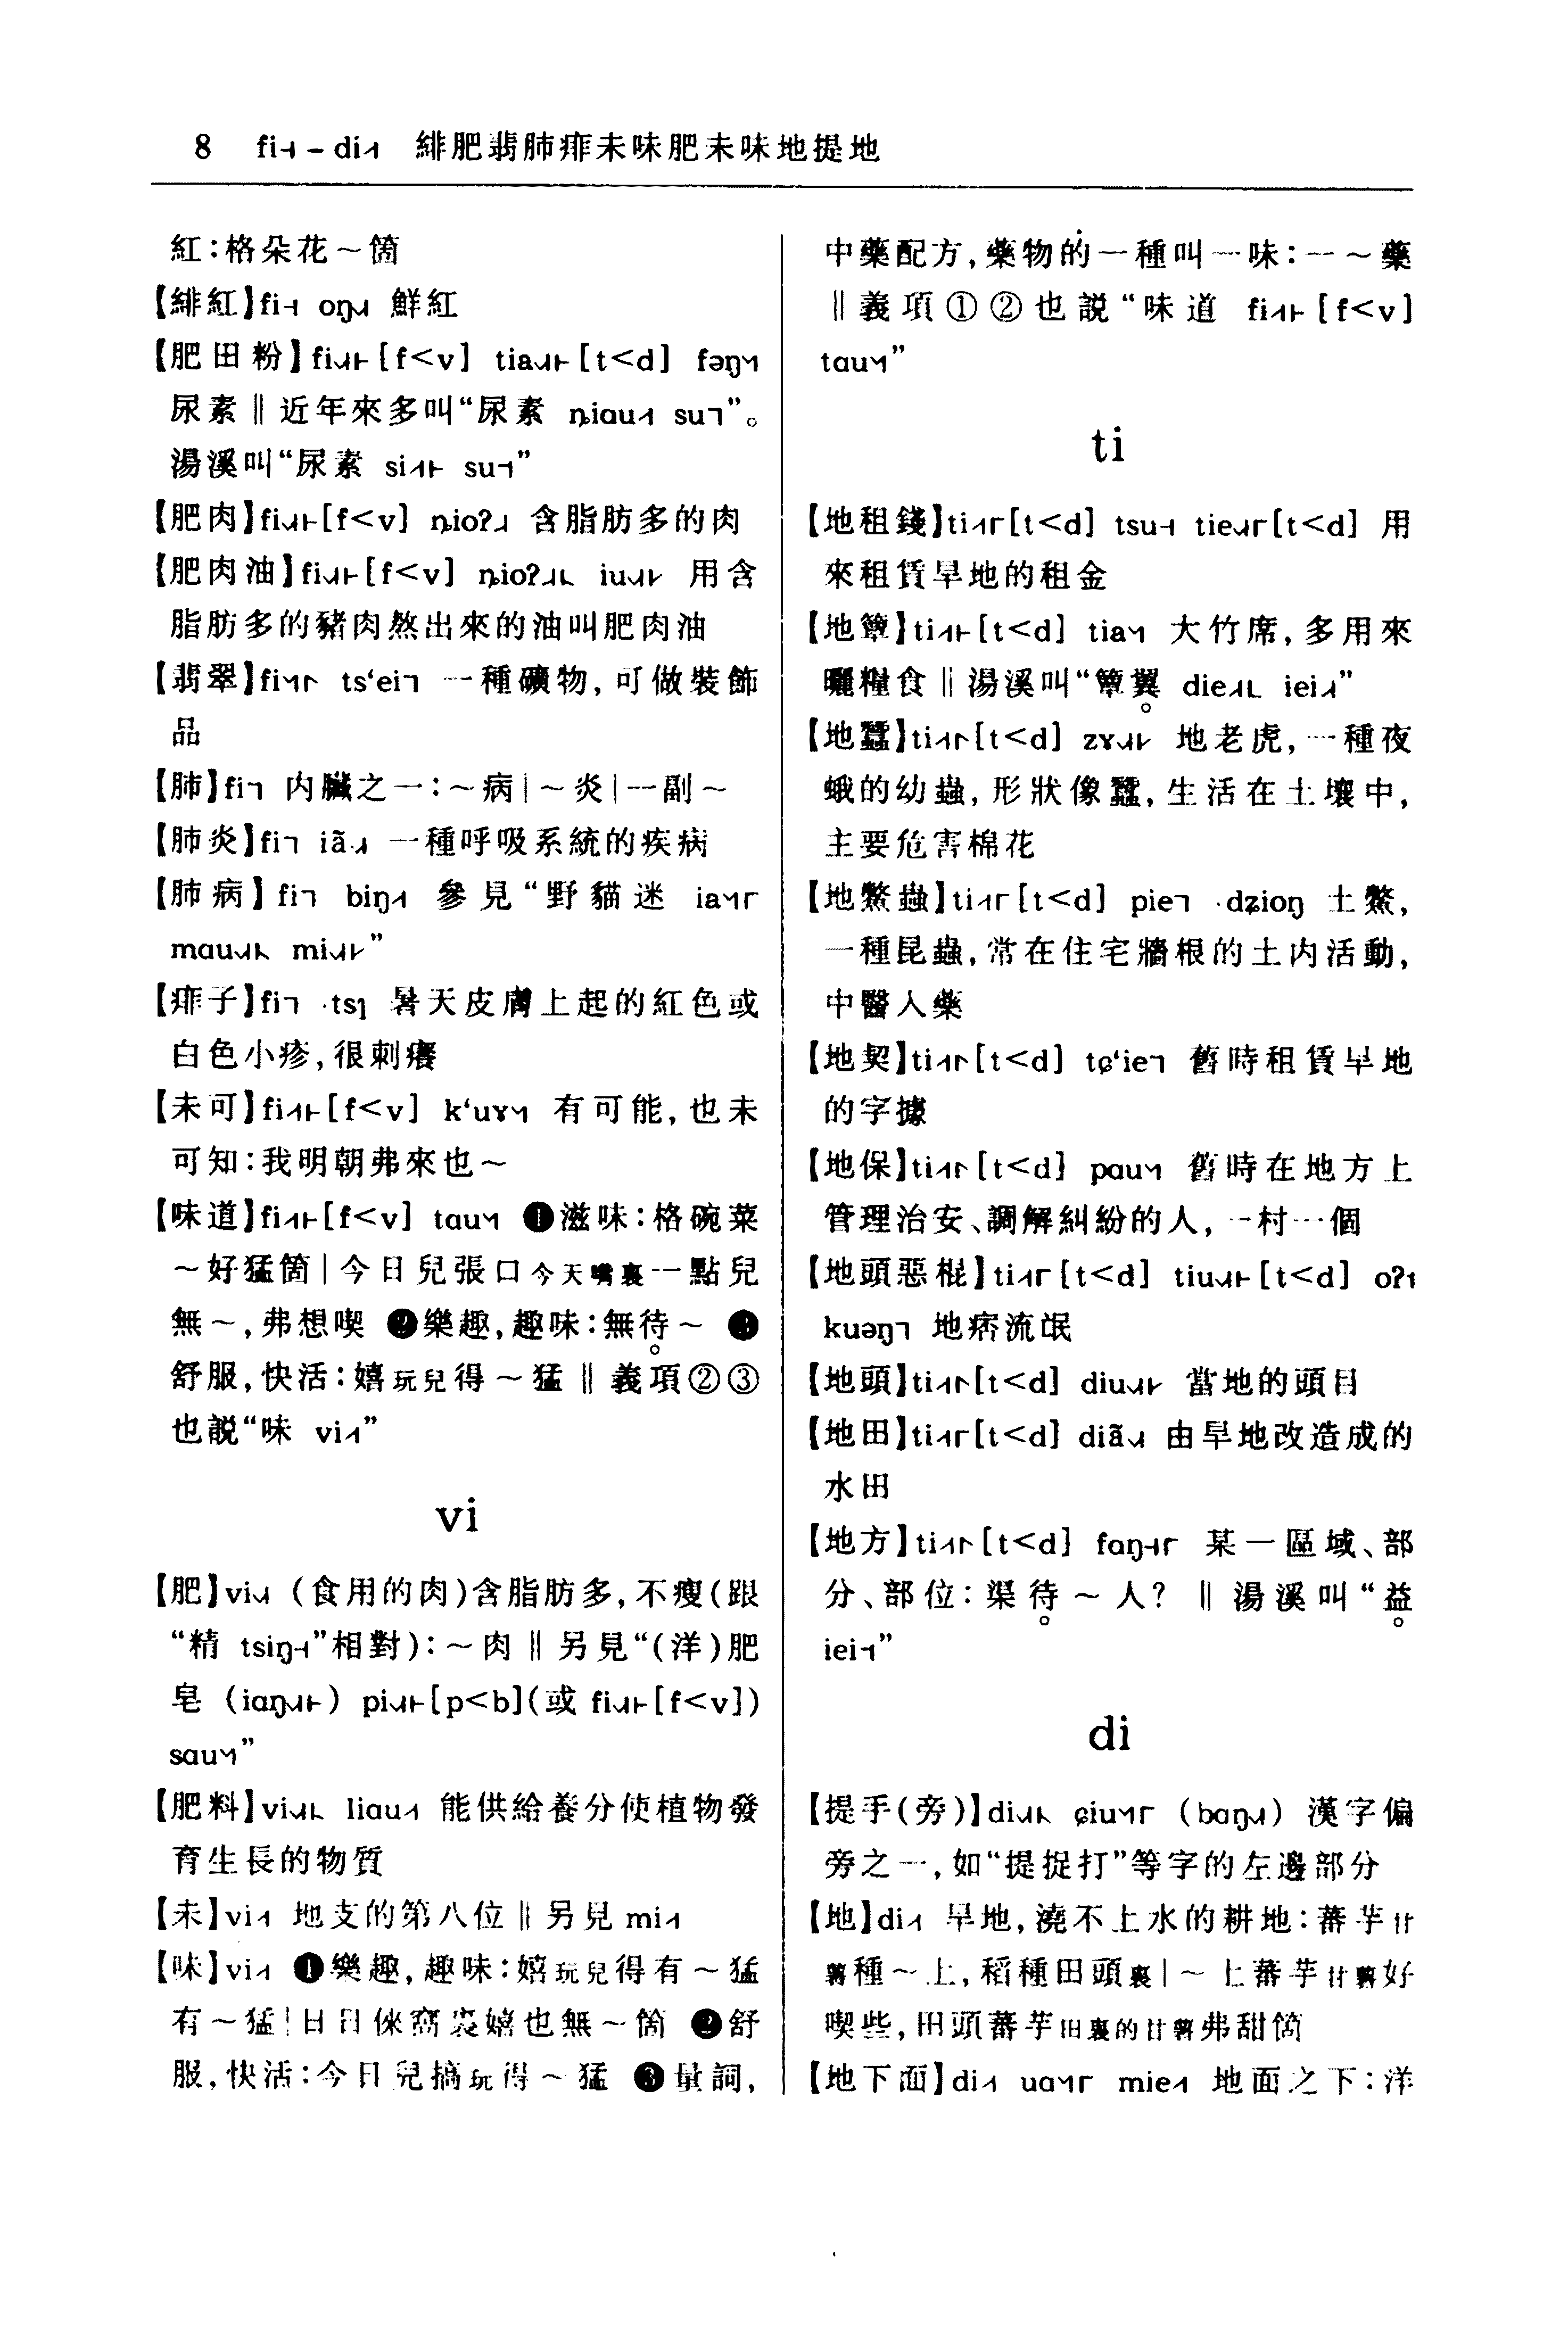 8 fi˧˧˦ – di˩˦ 緋肥翡肺痱未味肥未味地提地
紅：格朵花～箇
【緋紅】fi˧˧˦ oŋ˧˩˧ 鮮紅
【肥田粉】fi˧˩˧꜔꜔[f<v] tia˧˩˧꜔꜔[t<d] fəŋ˥˧˥
尿素‖近年來多叫“尿素 ȵiɑu˩˦ su˥”。
湯溪叫“尿素 si˩˦꜔꜔ su˦”
【肥肉】fi˧˩˧꜔꜔[f<v] ȵioʔ˨˩˨ 含脂肪多的肉
【肥肉油】fi˧˩˧꜔꜔[f<v] ȵioʔ˨˩˨꜔꜖ iu˧˩˧꜖꜓ 用含
脂肪多的豬肉熬出來的油叫肥肉油
【翡翠】fi˥˧˥꜒꜔ tsʻei˥ 一種礦物，可做裝飾
品
【肺】fi˥ 内臟之一：～病｜～炎｜一副～
【肺炎】fi˥ iã˨˩˨ 一種呼吸系統的疾病
【肺病】fi˥ biŋ˩˦ 參見“野貓迷 iɑ˥˧˥꜒꜒
mɑu˧˩˧꜔꜖ mi˧˩˧꜖꜓”
【痱子】fi˥ ·tsɿ 暑天皮膚上起的紅色或
白色小疹，很刺癢
【未可】fi˩˦꜔꜔[f<v] kʻuɤ˥˧˥ 有可能，也未
可知：我明朝弗來也～
【味道】fi˩˦꜔꜔[f<v] tɑu˥˧˥ ❶滋味：格碗菜
～好猛箇｜今日兒張口今天嘴裏一點兒
無～，弗想喫 ❷樂趣，趣味：無待～ ❸
舒服，快活：嬉玩兒得～猛‖義項②③
也説“味 vi˩˦”
vi
【肥】vi˧˩˧ （食用的肉）含脂肪多，不瘦（跟
“精 tsiŋ˧˧˦”相對）：～肉‖另見“（洋）肥
皂（iɑŋ˧˩˧꜔꜔）pi˧˩˧꜔꜔[p<b]（或 fi˧˩˧꜔꜔[f<v]）
sɑu˥˧˥”
【肥料】vi˧˩˧꜔꜖ liɑu˩˦ 能供給養分使植物發
育生長的物質
【未】vi˩˦ 地支的第八位‖另見 mi˩˦
【味】vi˩˦ ❶樂趣，趣味：嬉玩兒得有～猛
有～猛｜日日倈窩裏嬉也無～箇 ❷舒
服，快活：今日兒搞玩得～猛 ❸量詞，
中藥配方，藥物的一種叫一味：一～藥
‖義項①②也説“味道 fi˩˦꜔꜔[f<v]
tɑu˥˧˥”
ti
【地租錢】ti˩˦꜒꜒[t<d] tsu˧˧˦ tie˧˩˧꜒꜒[t<d] 用
來租賃旱地的租金
【地簟】ti˩˦꜔꜔[t<d] tia˥˧˥ 大竹席，多用來
曬糧食‖湯溪叫“簟翼 die˩˩꜖꜖ iei˨˦”
【地蠶】ti˩˦꜒꜔[t<d] zɤ˧˩˧꜖꜓ 地老虎，一種夜
蛾的幼蟲，形狀像蠶，生活在土壤中，
主要危害棉花
【地鱉蟲】ti˩˦꜒꜒[t<d] pie˥ ·dʑioŋ 土鱉，
一種昆蟲，常在住宅牆根的土内活動，
中醫入藥
【地契】ti˩˦꜒꜔[t<d] tɕʻie˥ 舊時租賃旱地
的字據
【地保】ti˩˦꜒꜔[t<d] pɑu˥˧˥ 舊時在地方上
管理治安、調解糾紛的人，一村一個
【地頭惡棍】ti˩˦꜒꜒[t<d] tiu˧˩˧꜔꜔[t<d] oʔ˦
kuəŋ˥ 地痞流氓
【地頭】ti˩˦꜒꜔[t<d] diu˧˩˧꜖꜓ 當地的頭目
【地田】ti˩˦꜒꜒[t<d] diã˧˩˧ 由旱地改造成的
水田
【地方】ti˩˦꜒꜔[t<d] fɑŋ˧˧˦꜒꜒ 某一區域、部
分、部位：渠待～人？‖湯溪叫“益
iei˦”
di
【提手（旁）】di˧˩˧꜔꜖ ɕiu˥˧˥꜒꜒（bɑŋ˧˩˧）漢字偏
旁之一，如“提捉打”等字的左邊部分
【地】di˩˦ 旱地，澆不上水的耕地：蕃芋甘
薯種～上，稻種田頭裏｜～上蕃芋甘薯好
喫些，田頭蕃芋田裏的甘薯弗甜箇
【地下面】di˩˦ uɑ˥˧˥꜒꜒ mie˩˦ 地面之下：洋